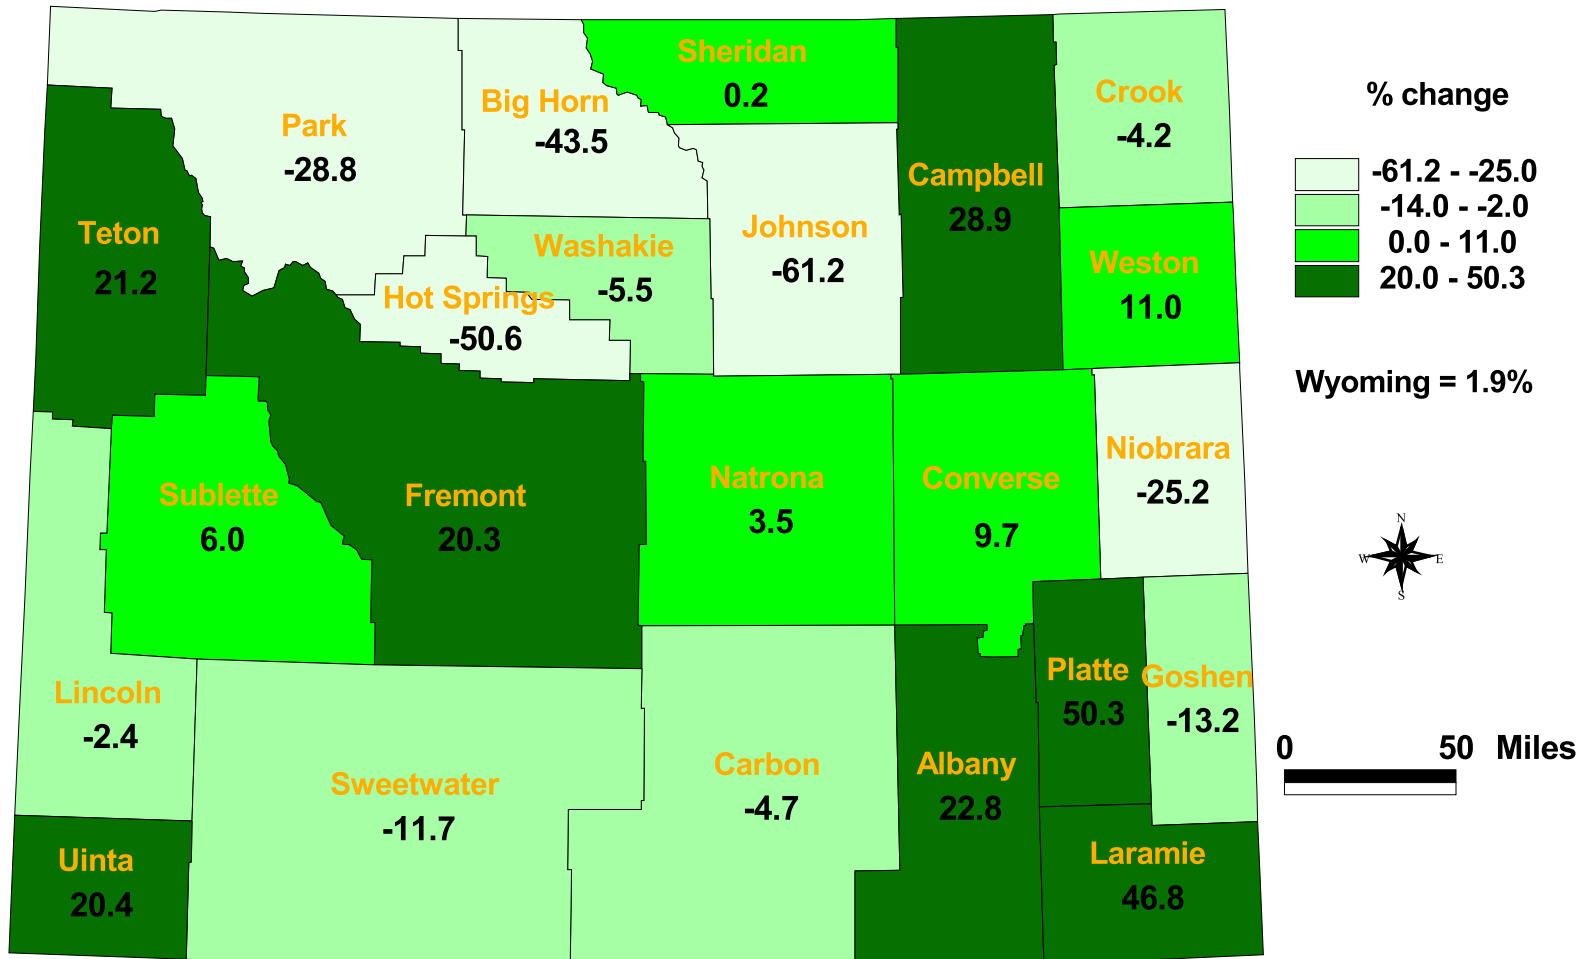 Sheridan
0.2
Big Horn
-43.5
Park
-28.8
Crook
-4.2
Campbell
28.9
Teton
21.2
Johnson
-61.2
Washakie
-5.5
Weston
11.0
Hot Springs
-50.6
Niobrara
-25.2
Natrona
3.5
Converse
9.7
Sublette
6.0
Fremont
20.3
Platte
50.3
Goshen
-13.2
Lincoln
-2.4
Sweetwater
-11.7
Carbon
-4.7
Albany
22.8
Laramie
46.8
Uinta
20.4
% change
-61.2 - -25.0
-14.0 - -2.0
0.0 - 11.0
20.0 - 50.3
Wyoming = 1.9%
N
W E
S
0 50 Miles